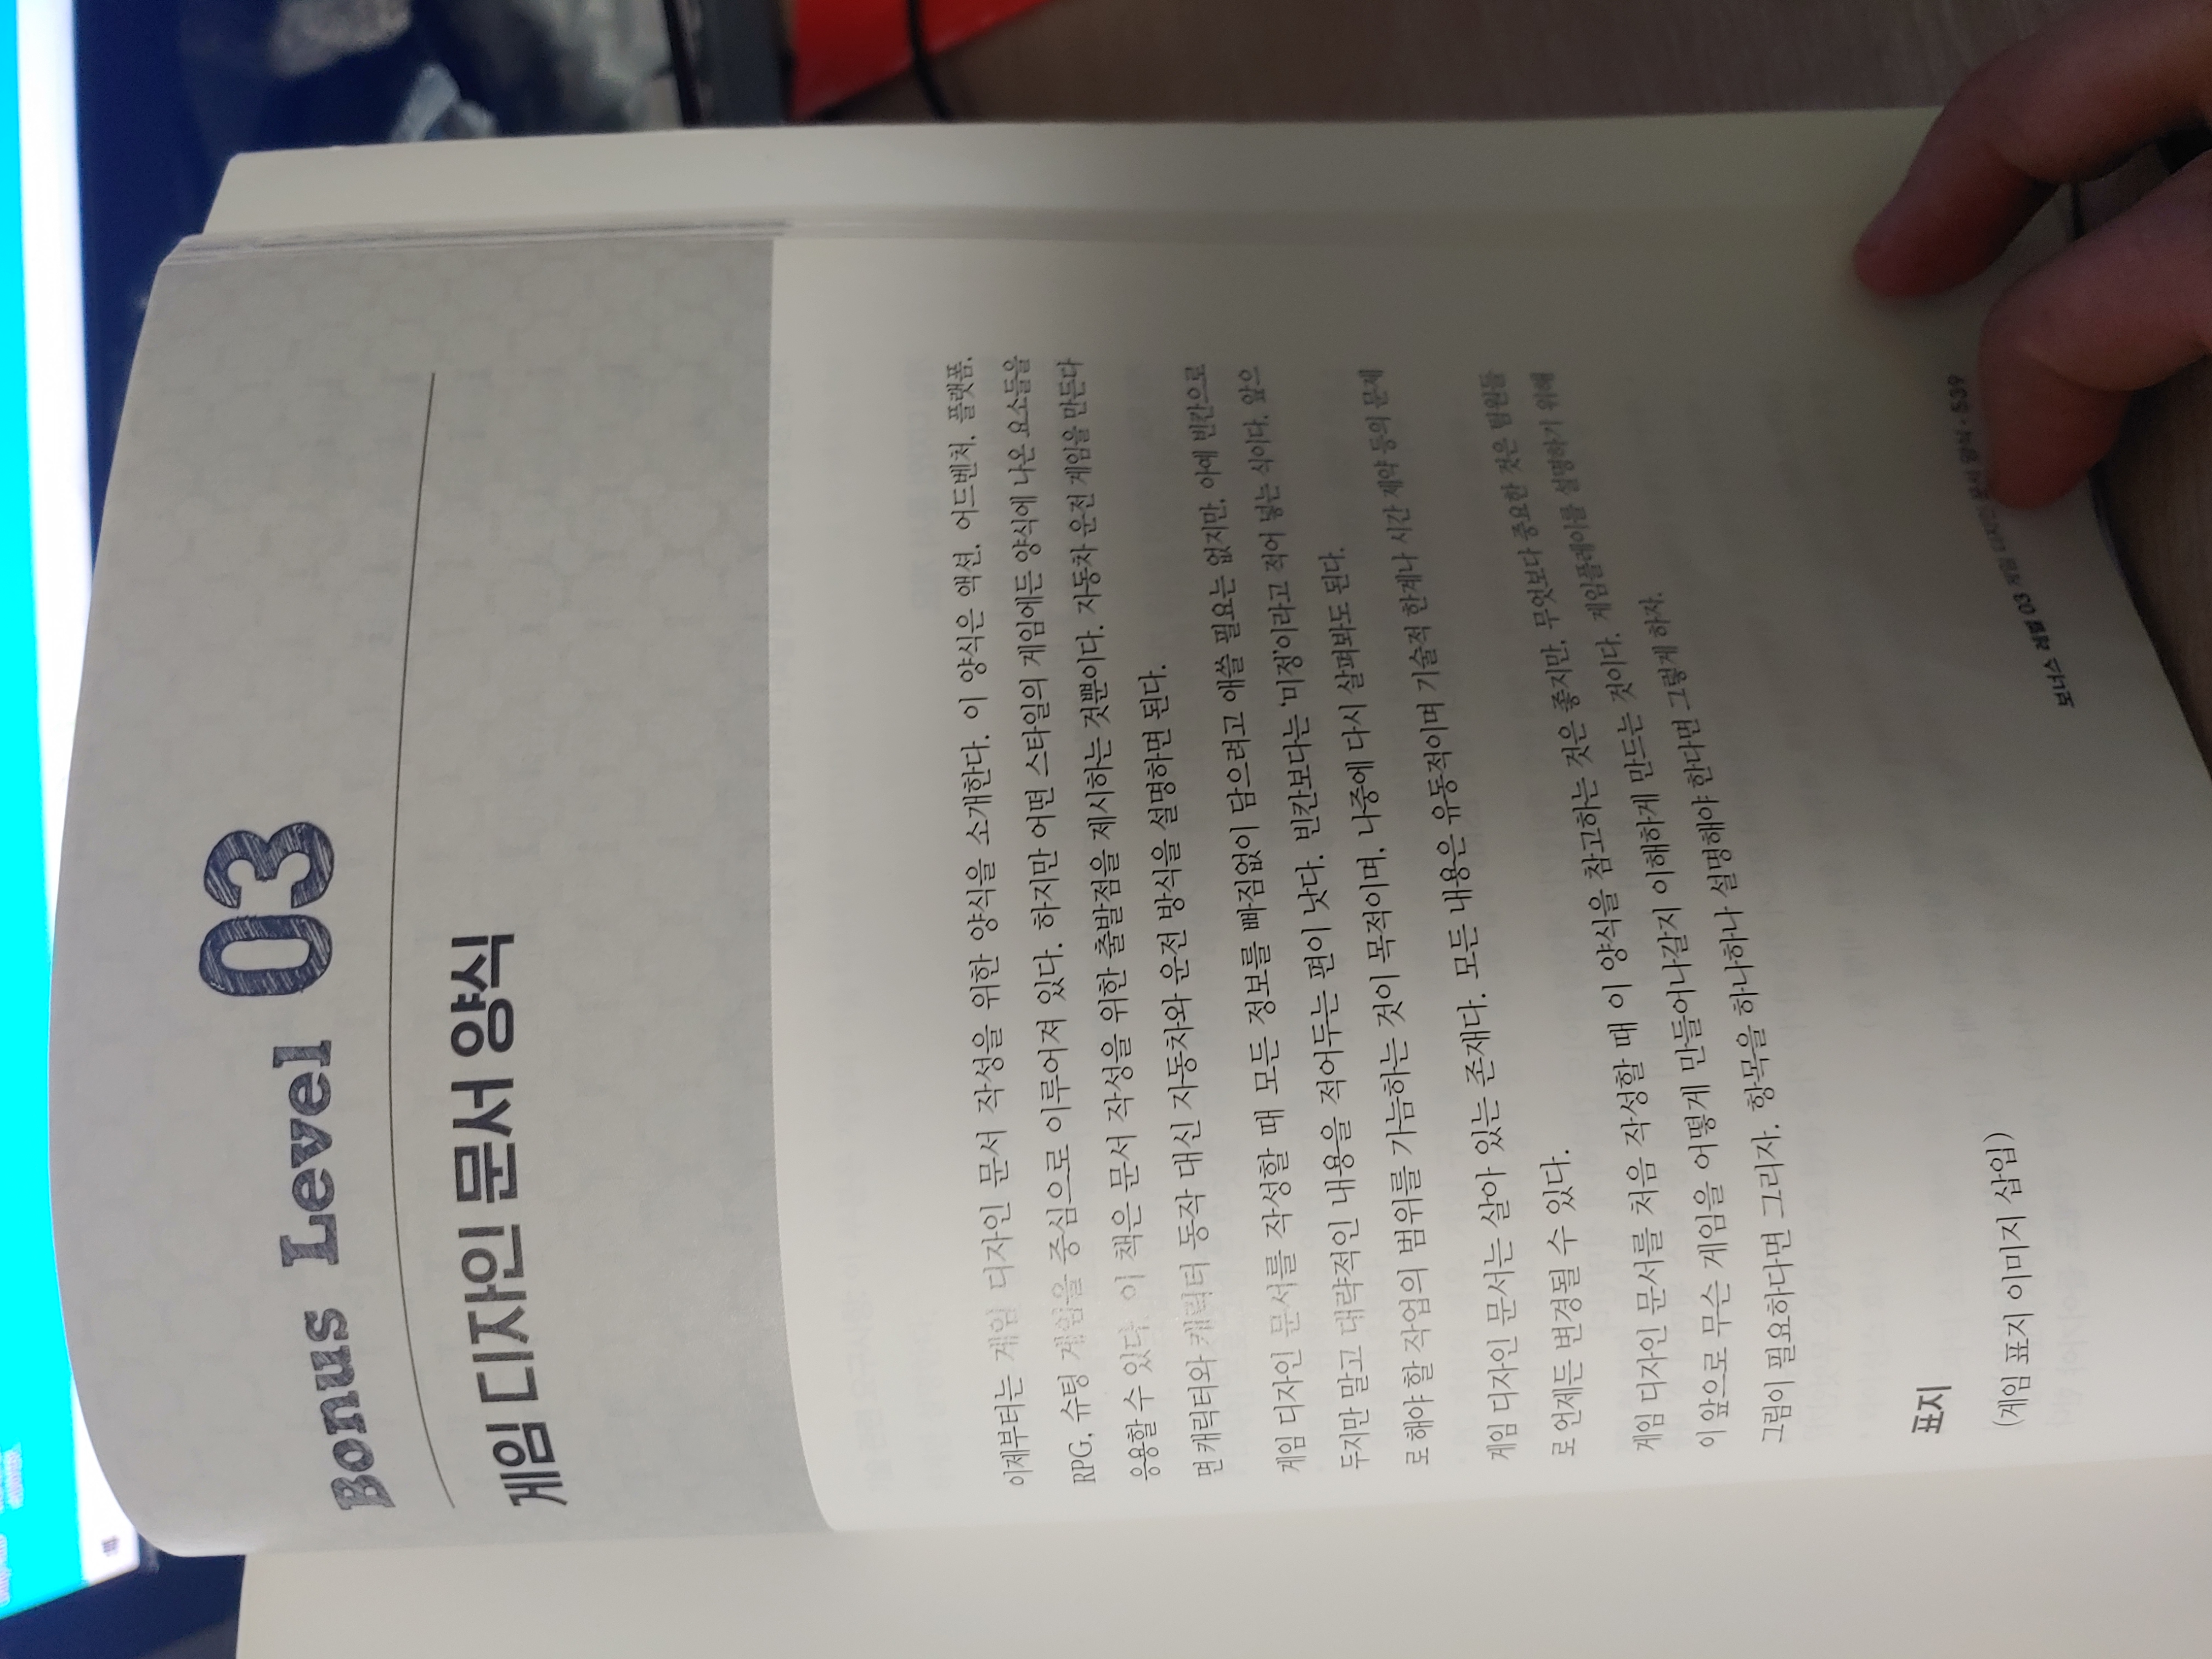 Bonus Level 03
게임 디자인 문서 양식
이제부터는 게임 디자인 문서 작성을 위한 양식을 소개한다. 이 양식은 액션, 어드벤처, 플랫폼,
RPG, 슈팅 게임을 중심으로 이루어져 있다. 하지만 어떤 스타일의 게임에든 양식에 나온 요소들을
응용할 수 있다. 이 책은 문서 작성을 위한 출발점을 제시하는 것뿐이다. 자동차 운전 게임을 만든다
면 캐릭터와 캐릭터 동작 대신 자동차와 운전 방식을 설명하면 된다.
게임 디자인 문서를 작성할 때 모든 정보를 빠짐없이 담으려고 애쓸 필요는 없지만, 아예 빈칸으로
두지만 말고 대략적인 내용을 적어두는 편이 낫다. 빈칸보다는 '미정'이라고 적어 넣는 식이다. 앞으
로 해야 할 작업의 범위를 가늠하는 것이 목적이며, 나중에 다시 살펴봐도 된다.
게임 디자인 문서는 살아 있는 존재다. 모든 내용은 유동적이며 기술적 한계나 시간 제약 등의 문제
로 언제든 변경될 수 있다.
게임 디자인 문서를 처음 작성할 때 이 양식을 참고하는 것은 좋지만, 무엇보다 중요한 것은 팀원들
이 앞으로 무슨 게임을 어떻게 만들어나갈지 이해하게 만드는 것이다. 게임플레이를 설명하기 위해
그림이 필요하다면 그리자. 항목을 하나하나 설명해야 한다면 그렇게 하자.
표지
(게임 표지 이미지 삽입)
보너스 레벨 03 게임 디자인 문서 양식 • 539